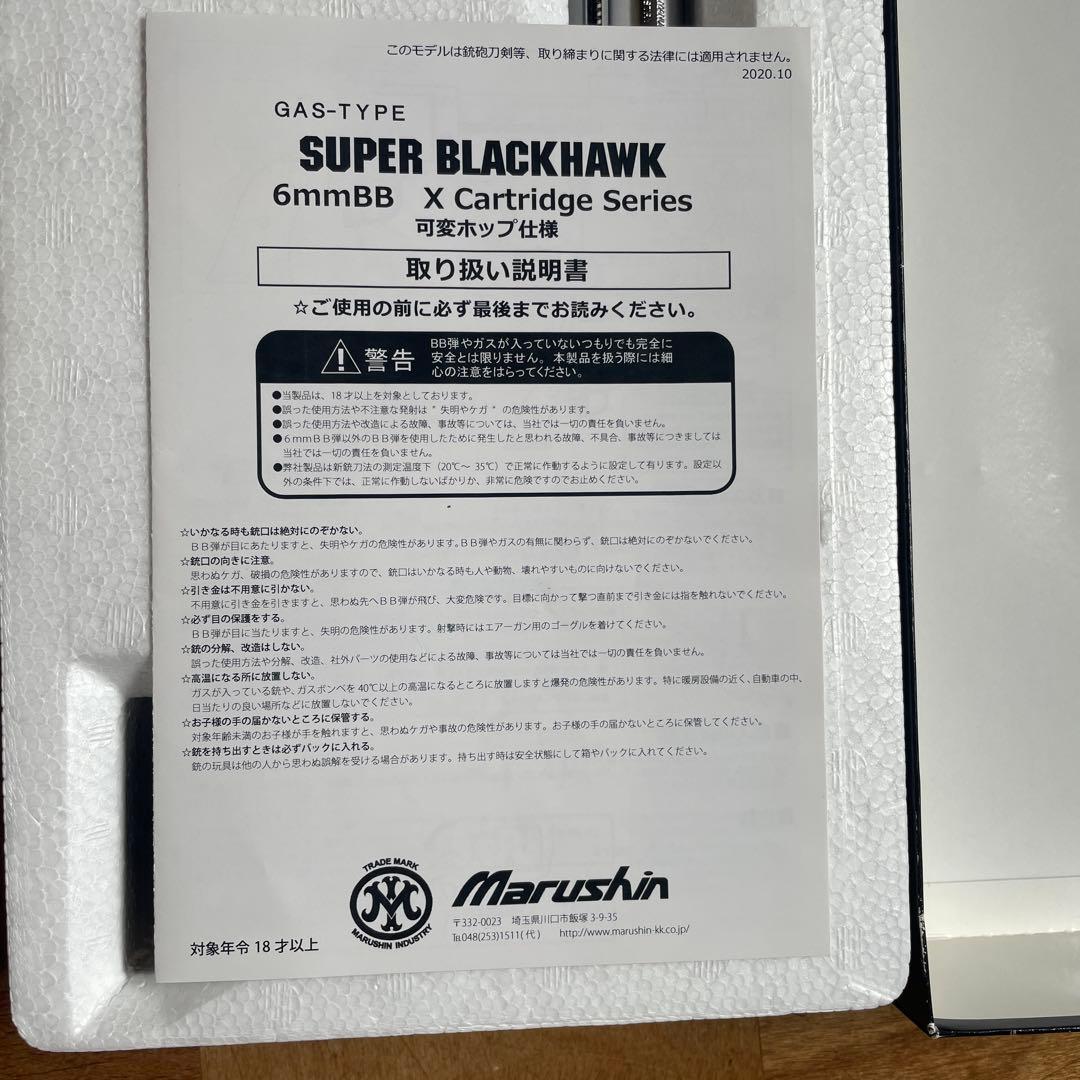 このモデルは銃砲刀剣等、取り締まりに関する法律には適用されません。
2020.10
GAS-TYPE
SUPER BLACKHAWK
6mmBB X Cartridge Series
可変ホップ仕様
取り扱い説明書
☆ご使用の前に必ず最後までお読みください。
警告
BB弾やガスが入っていないつもりでも完全に
安全とは限りません。本製品を扱う際には細
心の注意をはらってください。
●当製品は、18才以上を対象としております。
●誤った使用方法や不注意な発射は"失明やケガ"の危険性があります。
●誤った使用方法や改造による故障、事故等については、当社では一切の責任を負いません。
●6mmBB弾以外のBB弾を使用したために発生したと思われる故障、不具合、事故等につきましては
当社では一切の責任を負いません。
●弊社製品は新銃刀法の測定温度下(20℃〜35℃)で正常に作動するように設定して有ります。設定以
外の条件下では、正常に作動しないばかりか、非常に危険ですのでお止めください。
☆いかなる時も銃口は絶対にのぞかない。
BB弾が目にあたりますと、失明やケガの危険性があります。BB弾やガスの有無に関わらず、銃口は絶対にのぞかないでください。
☆銃口の向きに注意。
思わぬケガ、破損の危険性がありますので、銃口はいかなる時も人や動物、壊れやすいものに向けないでください。
☆引き金は不用意に引かない。
不用意に引き金を引きますと、思わぬ先へBB弾が飛び、大変危険です。目標に向かって撃つ直前まで引き金には指を触れないでください。
☆必ず目の保護をする。
BB弾が目に当たりますと、失明の危険性があります。射撃時にはエアーガン用のゴーグルを着けてください。
☆銃の分解、改造はしない。
誤った使用方法や分解、改造、社外パーツの使用などによる故障、事故等については当社では一切の責任を負いません。
☆高温になる所に放置しない。
ガスが入っている銃や、ガスボンベを40℃以上の高温になるところに放置しますと爆発の危険性があります。特に暖房設備の近く、自動車の中、
日当たりの良い場所などに放置しないでください。
☆お子様の手の届かないところに保管する。
対象年齢未満のお子様が手を触れますと、思わぬケガや事故の危険性があります。お子様の手の届かないところに保管してください。
☆銃を持ち出すときは必ずバックに入れる。
銃の玩具は他の人から思わぬ誤解を受ける場合があります。持ち出す時は安全状態にして箱やバックに入れてください。
TRADE MARK
MARUSHIN INDUSTRY
Marushin
〒332-0023 埼玉県川口市飯塚3-9-35
℡048(253)1511(代) http://www.marushin-kk.co.jp/
対象年令18才以上